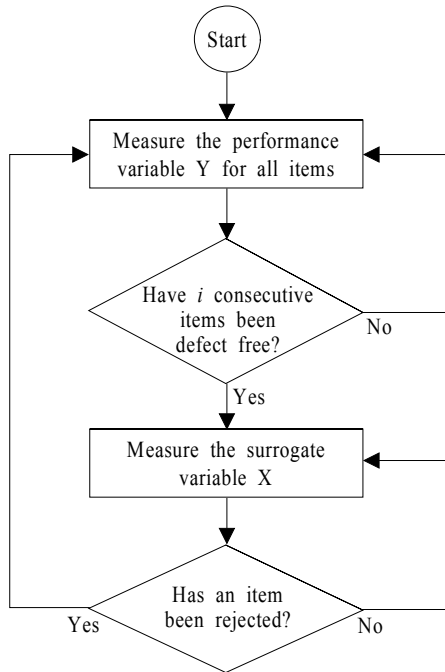 Start
Measure the performance
variable Y for all items
Have i consecutive
items been
defect free?
No
Yes
Measure the surrogate
variable X
Has an item
been rejected?
Yes
No